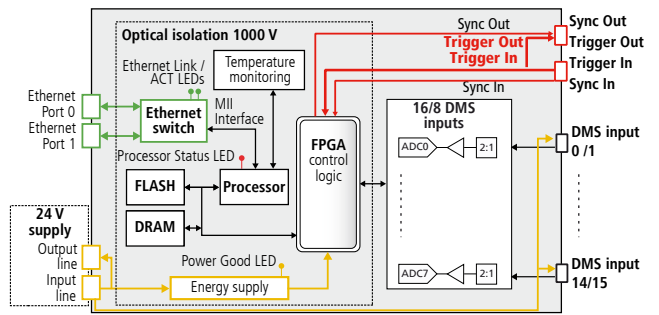 Optical isolation 1000 V
Sync Out
Sync Out
Trigger Out
Trigger Out
Trigger In
Trigger In
Sync In
Sync In
Ethernet Link /
ACT LEDs
Temperature
monitoring
Ethernet
Port 0
Ethernet
Port 1
Ethernet
switch
MII
Interface
16/8 DMS
inputs
FPGA
control
logic
ADC0
2:1
DMS input
0 /1
Processor Status LED
FLASH
Processor
DRAM
24 V
supply
Output
line
Input
line
Power Good LED
Energy supply
ADC7
2:1
DMS input
14/15